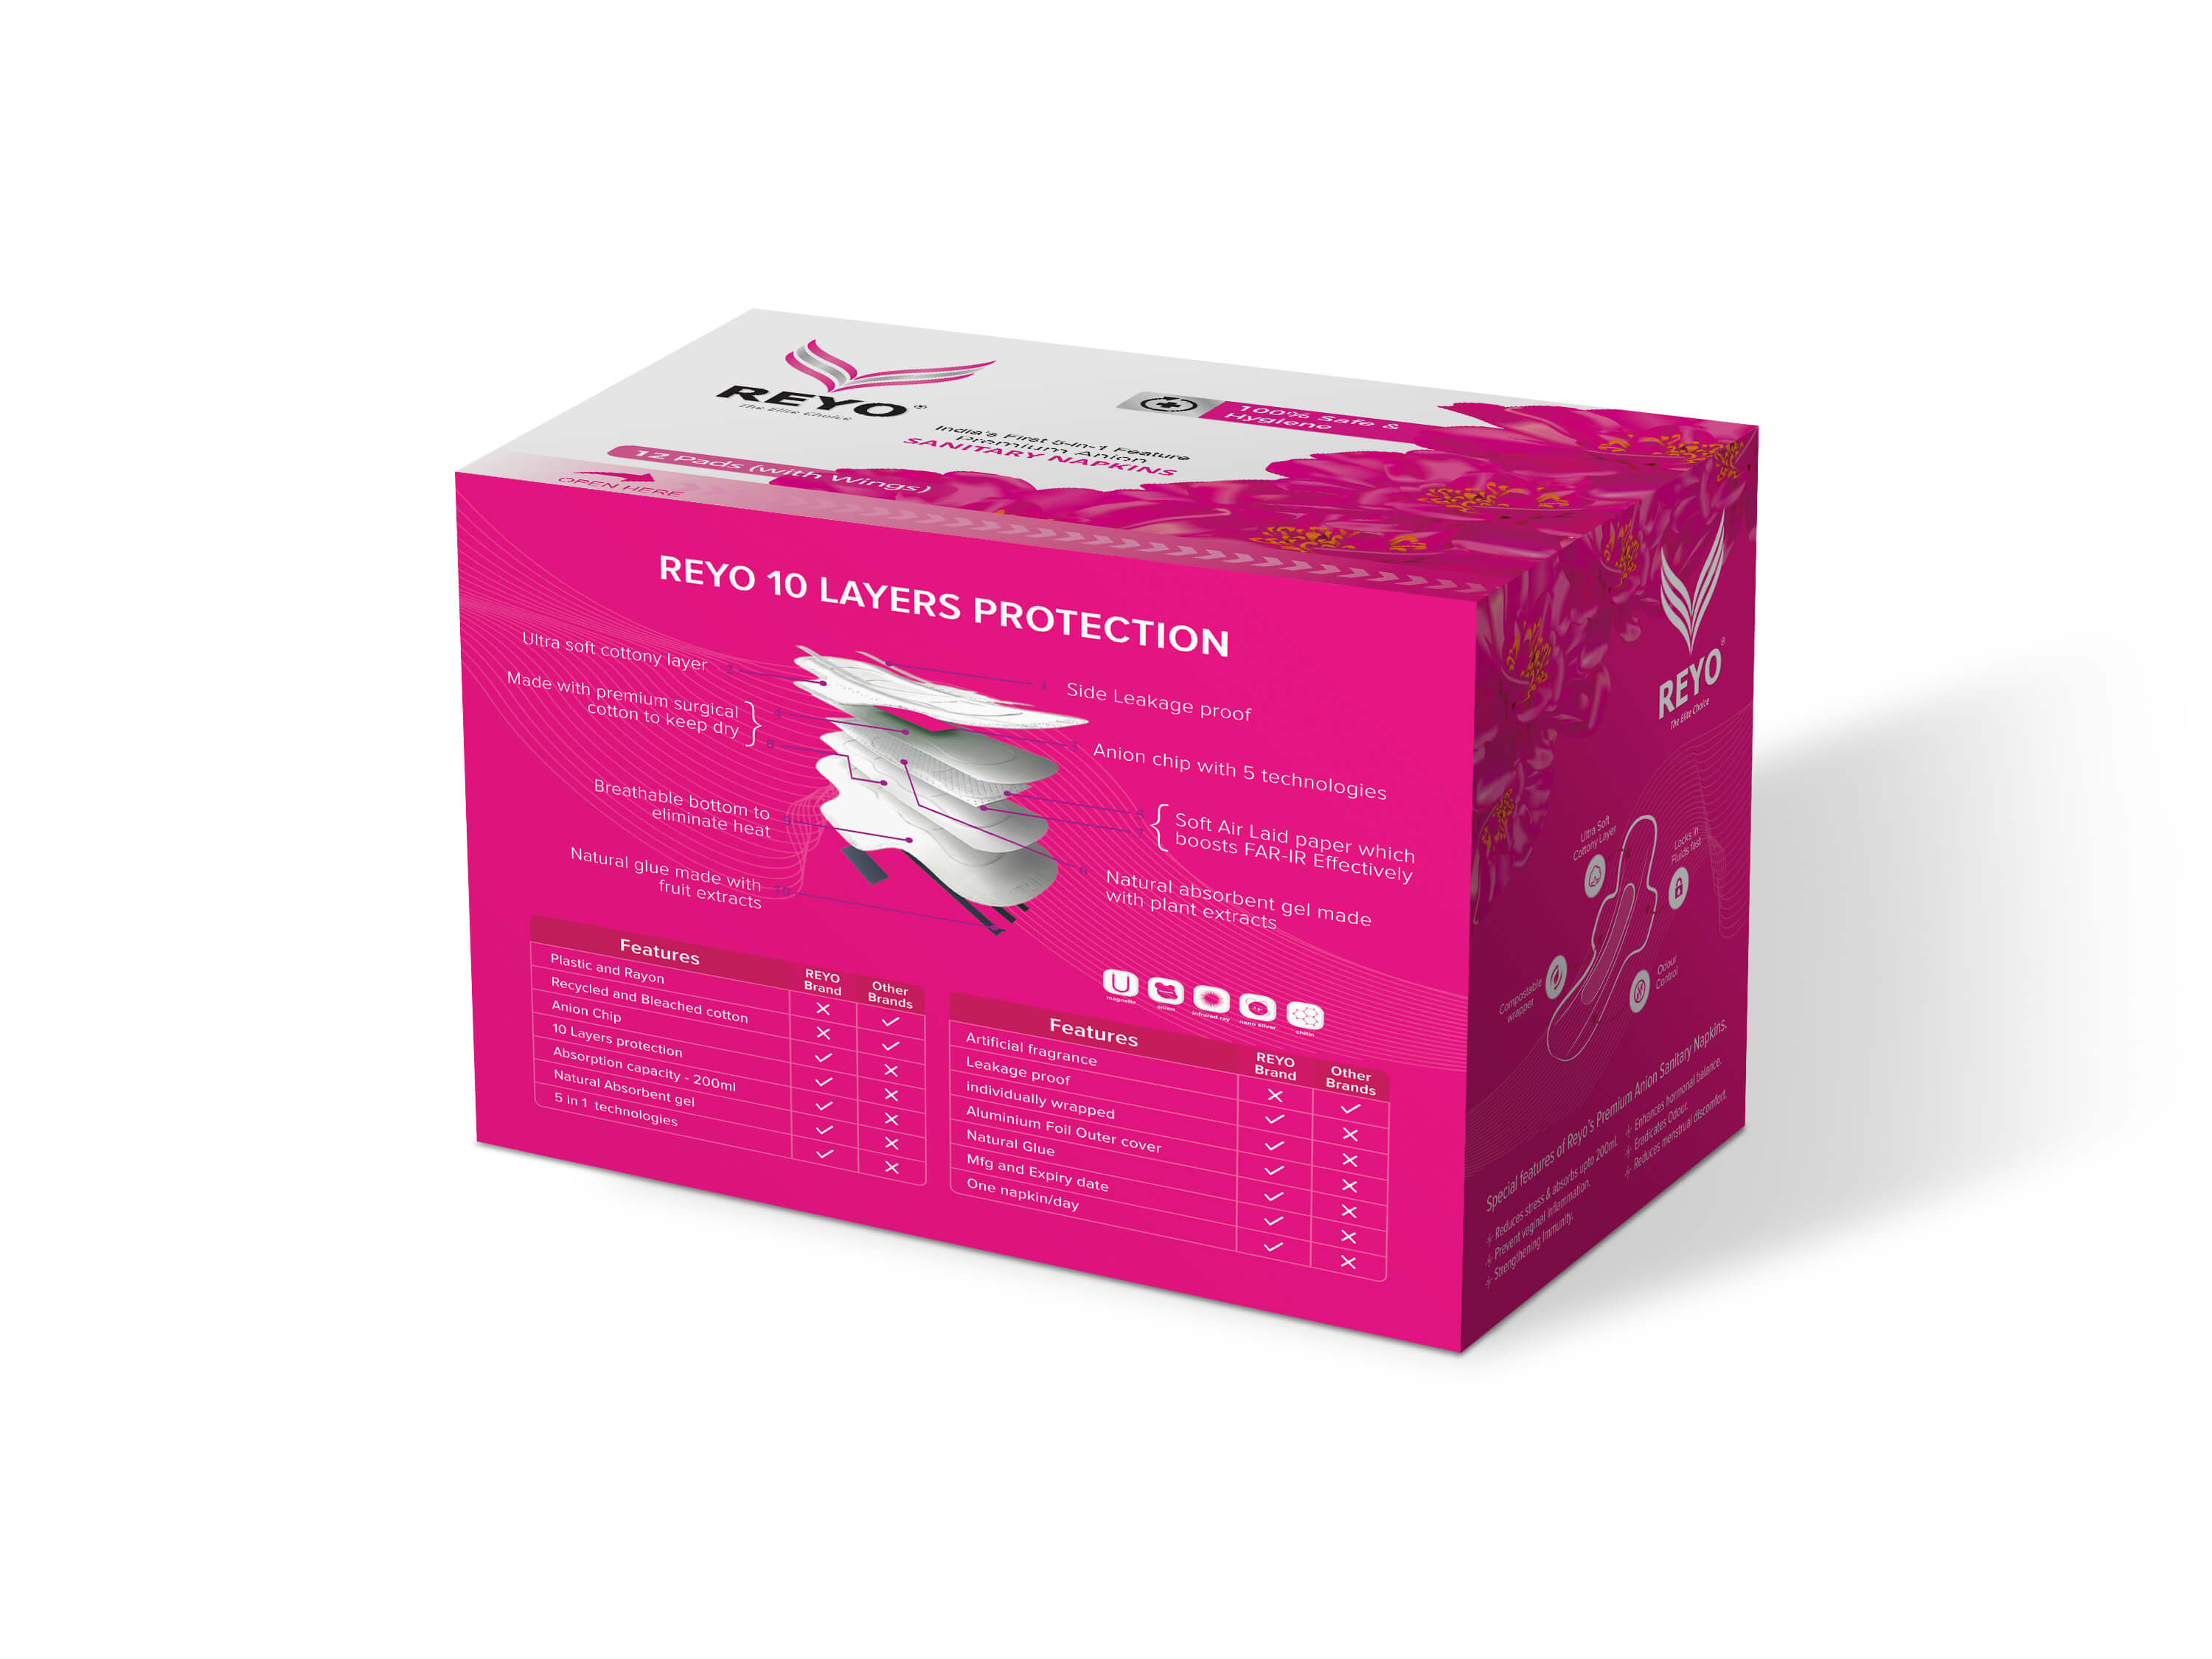 REYO®
The Elite Choice
100% Safe &
Hygiene
India's First 5-in-1 Feature
Premium Anion
SANITARY NAPKINS
12 Pads (with Wings)
OPEN HERE
REYO 10 LAYERS PROTECTION
Ultra soft cottony layer
2
Made with premium surgical
cotton to keep dry
4
8
Breathable bottom to
eliminate heat
Natural glue made with
fruit extracts
10
1
Side Leakage proof
3
Anion chip with 5 technologies
Soft Air Laid paper which
boosts FAR-IR Effectively
Natural absorbent gel made
with plant extracts
magnetic
anion
infrared ray
nano silver
chitin
Features REYO Brand Other Brands
Plastic and Rayon ✕ ✓
Recycled and Bleached cotton ✕ ✓
Anion Chip ✓ ✕
10 Layers protection ✓ ✕
Absorption capacity - 200ml ✓ ✕
Natural Absorbent gel ✓ ✕
5 in 1 technologies ✓ ✕
Features REYO Brand Other Brands
Artificial fragrance ✕ ✓
Leakage proof ✓ ✕
individually wrapped ✓ ✕
Aluminium Foil Outer cover ✓ ✕
Natural Glue ✓ ✕
Mfg and Expiry date ✓ ✕
One napkin/day ✓ ✕
REYO®
The Elite Choice
Ultra Soft
Cottony Layer
Locks in
Fluids fast
Compostable
wrapper
Odour
Control
Special features of Reyo's Premium Anion Sanitary Napkins.
Reduces stress & absorbs upto 200ml.
Prevent vaginal inflammation.
Strengthening Immunity.
Enhances hormonal balance.
Eradicates Odour.
Reduces menstrual discomfort.